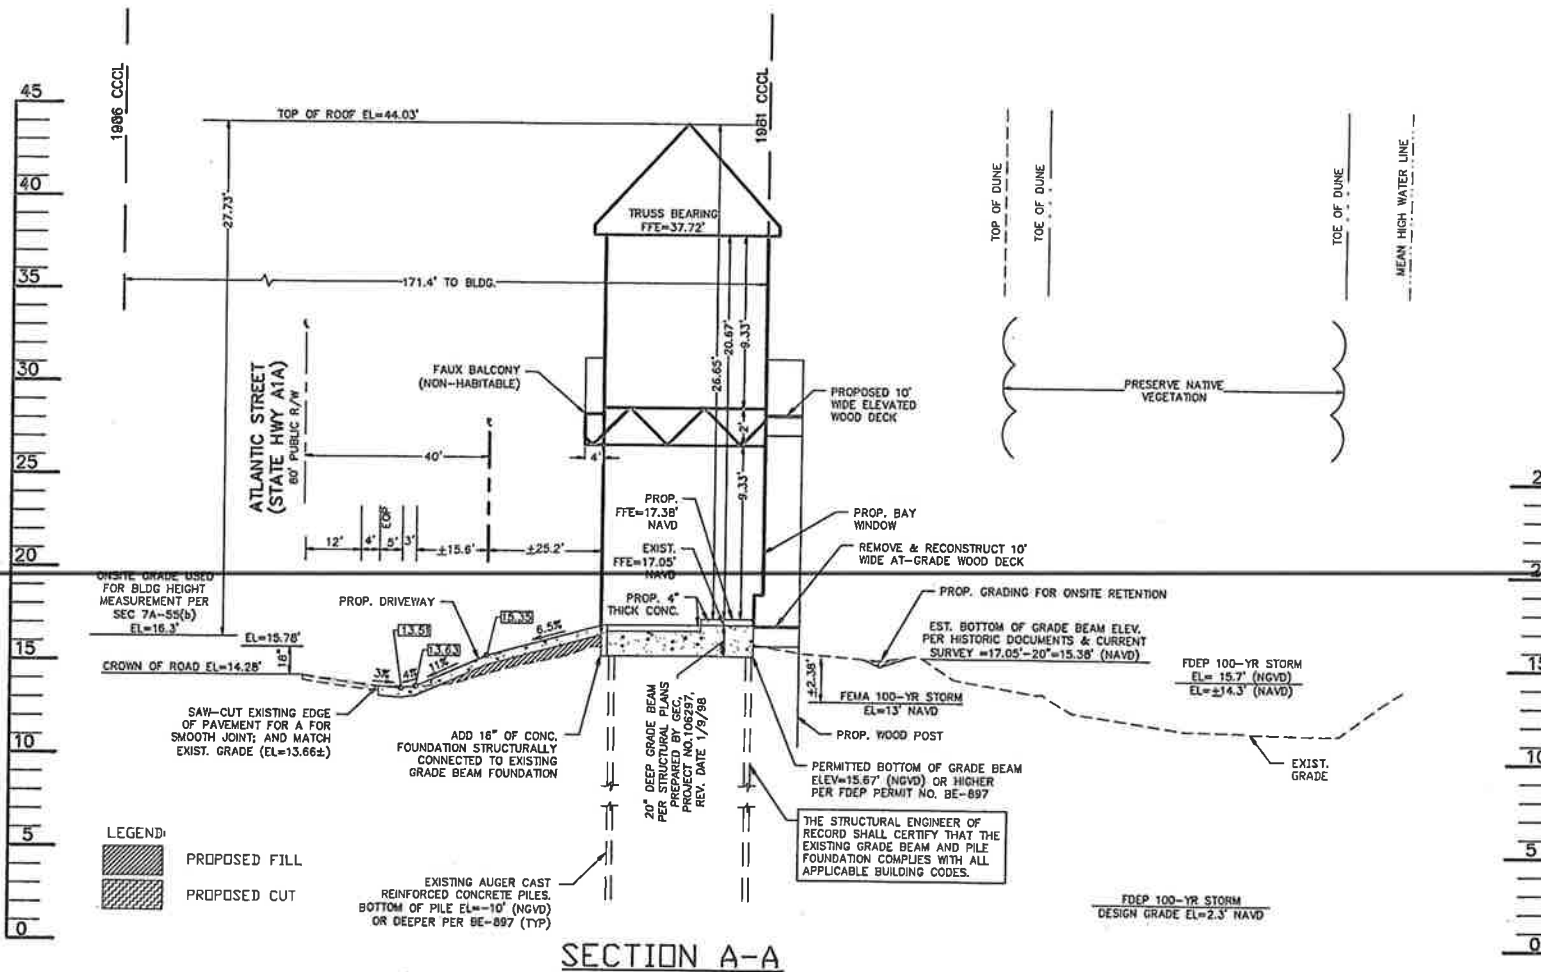 1986 CCCL
1981 CCCL
45
40
35
30
25
20
15
10
5
0
TOP OF ROOF EL=44.03'
27.73'
TRUSS BEARING
FFE=37.72'
171.4' TO BLDG.
ATLANTIC STREET
(STATE HWY A1A)
80' PUBLIC R/W
FAUX BALCONY
(NON-HABITABLE)
26.65'
20.67'
9.33'
2'
9.33'
PROPOSED 10'
WIDE ELEVATED
WOOD DECK
TOP OF DUNE
TOE OF DUNE
TOE OF DUNE
MEAN HIGH WATER LINE
PRESERVE NATIVE
VEGETATION
40'
4'
12'
4'
EOP
5'
3'
±15.6'
±25.2'
PROP.
FFE=17.38'
NAVD
EXIST.
FFE=17.05'
NAVD
PROP. 4"
THICK CONC.
PROP. BAY
WINDOW
REMOVE & RECONSTRUCT 10'
WIDE AT-GRADE WOOD DECK
ONSITE GRADE USED
FOR BLDG HEIGHT
MEASUREMENT PER
SEC 7A-55(b)
EL=16.3'
EL=15.78'
18"
CROWN OF ROAD EL=14.28'
PROP. DRIVEWAY
13.51
13.63
15.35
3%
4%
11%
6.5%
PROP. GRADING FOR ONSITE RETENTION
EST. BOTTOM OF GRADE BEAM ELEV.
PER HISTORIC DOCUMENTS & CURRENT
SURVEY =17.05'-20"=15.38' (NAVD)
±2.38'
FEMA 100-YR STORM
EL=13' NAVD
FDEP 100-YR STORM
EL= 15.7' (NGVD)
EL=±14.3' (NAVD)
SAW-CUT EXISTING EDGE
OF PAVEMENT FOR A FOR
SMOOTH JOINT; AND MATCH
EXIST. GRADE (EL=13.66±)
ADD 16" OF CONC.
FOUNDATION STRUCTURALLY
CONNECTED TO EXISTING
GRADE BEAM FOUNDATION
20" DEEP GRADE BEAM
PER STRUCTURAL PLANS
PREPARED BY GEC,
PROJECT NO.106297,
REV. DATE 1/9/98
PROP. WOOD POST
PERMITTED BOTTOM OF GRADE BEAM
ELEV=15.67' (NGVD) OR HIGHER
PER FDEP PERMIT NO. BE-897
EXIST.
GRADE
THE STRUCTURAL ENGINEER OF
RECORD SHALL CERTIFY THAT THE
EXISTING GRADE BEAM AND PILE
FOUNDATION COMPLIES WITH ALL
APPLICABLE BUILDING CODES.
LEGEND:
PROPOSED FILL
PROPOSED CUT
EXISTING AUGER CAST
REINFORCED CONCRETE PILES.
BOTTOM OF PILE EL=-10' (NGVD)
OR DEEPER PER BE-897 (TYP)
FDEP 100-YR STORM
DESIGN GRADE EL=2.3' NAVD
15
10
5
0
SECTION A-A